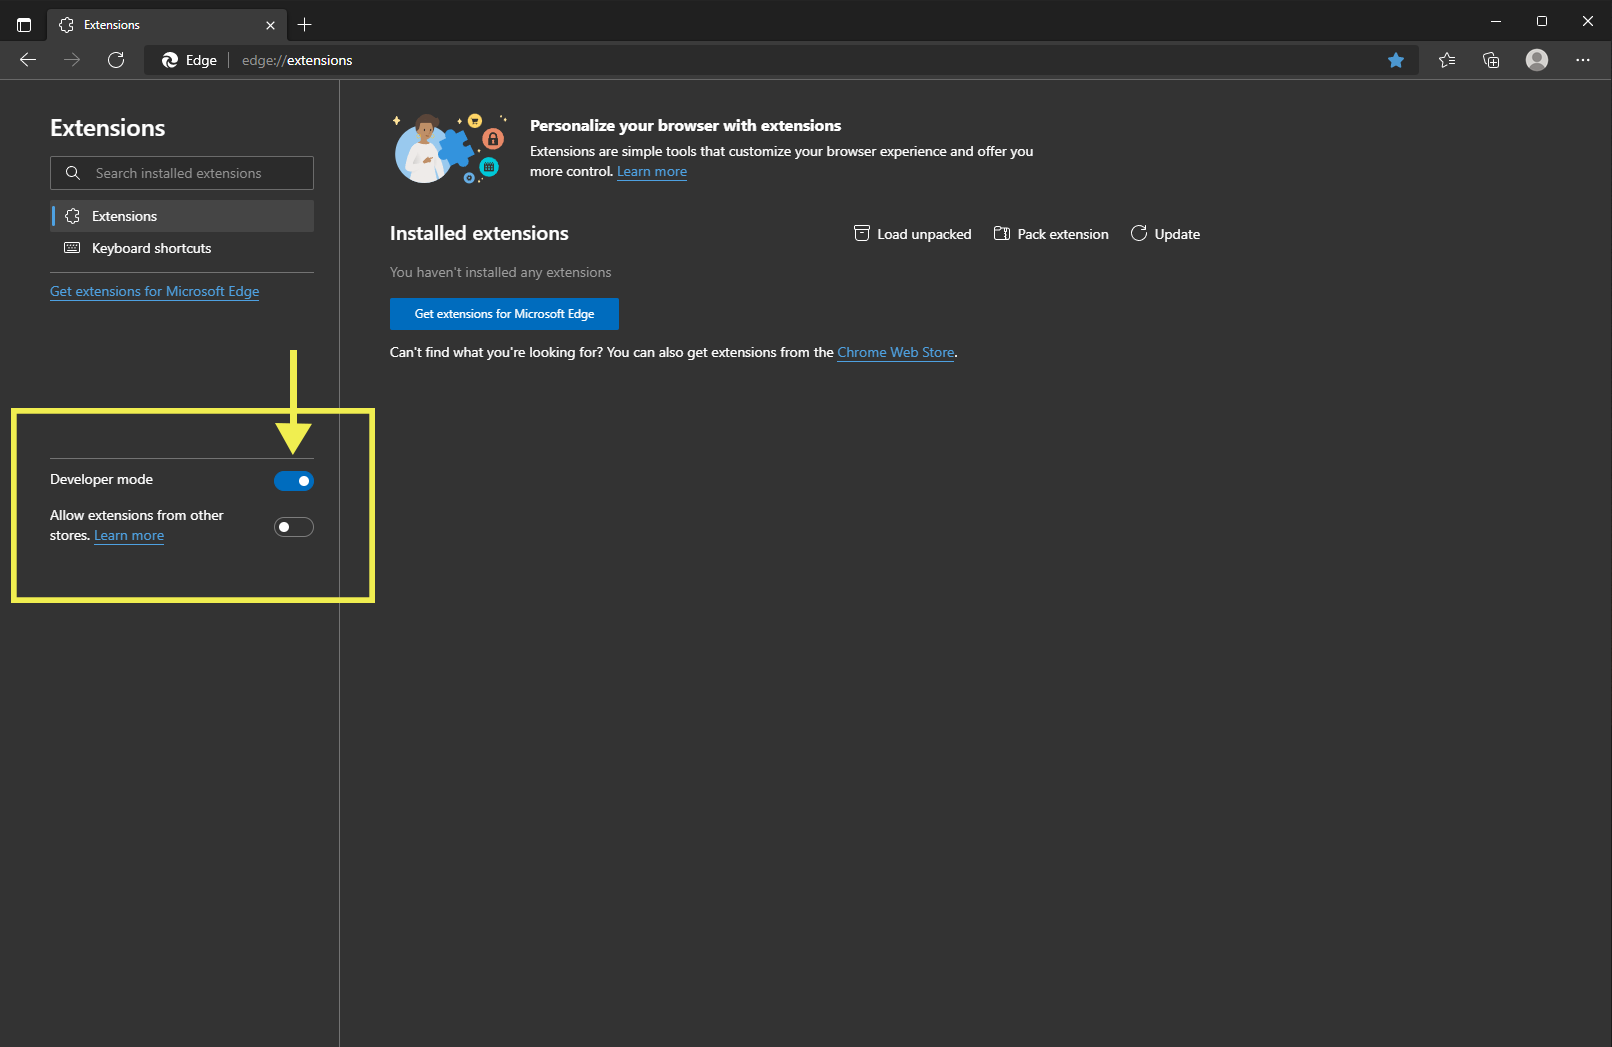 Extensions
Edge
edge://extensions
Extensions
Search installed extensions
Extensions
Keyboard shortcuts
Get extensions for Microsoft Edge
Developer mode
Allow extensions from other
stores. Learn more
Personalize your browser with extensions
Extensions are simple tools that customize your browser experience and offer you
more control. Learn more
Installed extensions
Load unpacked
Pack extension
Update
You haven't installed any extensions
Get extensions for Microsoft Edge
Can't find what you're looking for? You can also get extensions from the Chrome Web Store.